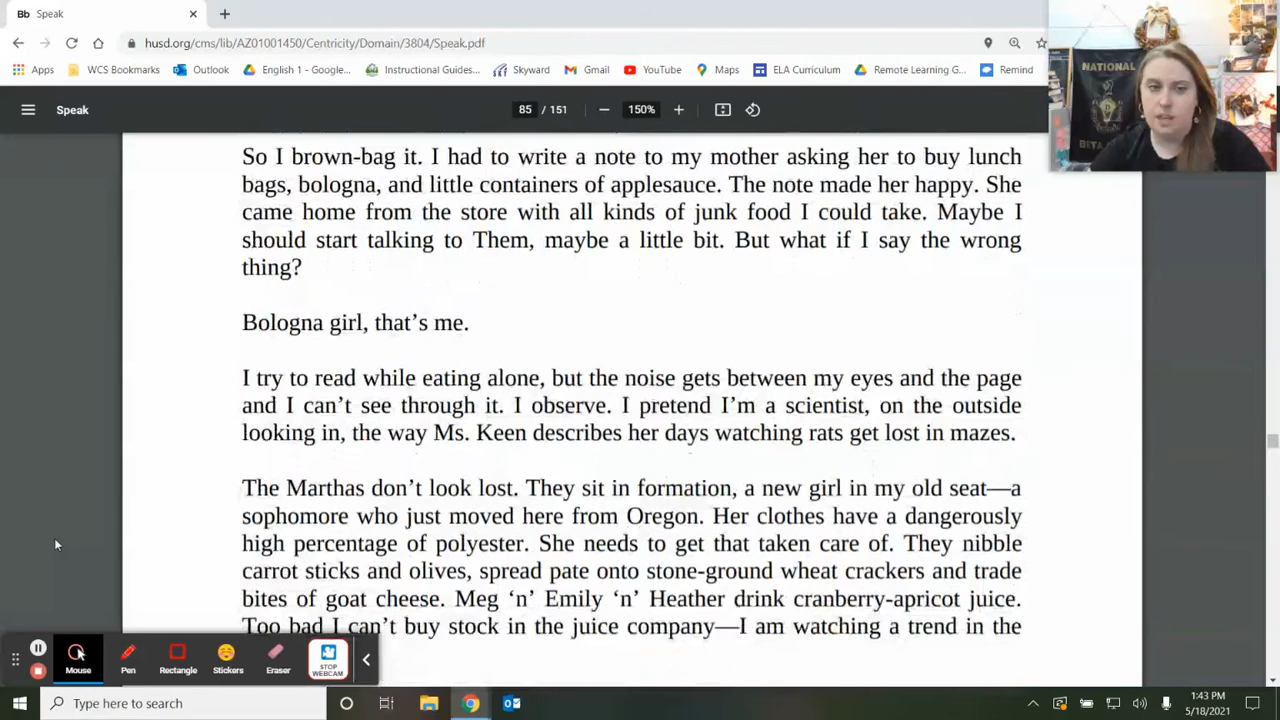 Bb Speak
husd.org/cms/lib/AZ01001450/Centricity/Domain/3804/Speak.pdf
Apps WCS Bookmarks Outlook English 1 - Google... Instructional Guides... Skyward Gmail YouTube Maps ELA Curriculum Remote Learning G... Remind
Speak 85 / 151 150%
NATIONAL
BETA
So I brown-bag it. I had to write a note to my mother asking her to buy lunch
bags, bologna, and little containers of applesauce. The note made her happy. She
came home from the store with all kinds of junk food I could take. Maybe I
should start talking to Them, maybe a little bit. But what if I say the wrong
thing?
Bologna girl, that’s me.
I try to read while eating alone, but the noise gets between my eyes and the page
and I can’t see through it. I observe. I pretend I’m a scientist, on the outside
looking in, the way Ms. Keen describes her days watching rats get lost in mazes.
The Marthas don’t look lost. They sit in formation, a new girl in my old seat—a
sophomore who just moved here from Oregon. Her clothes have a dangerously
high percentage of polyester. She needs to get that taken care of. They nibble
carrot sticks and olives, spread pate onto stone-ground wheat crackers and trade
bites of goat cheese. Meg ‘n’ Emily ‘n’ Heather drink cranberry-apricot juice.
Too bad I can’t buy stock in the juice company—I am watching a trend in the
Mouse Pen Rectangle Stickers Eraser STOP WEBCAM
Type here to search
1:43 PM
5/18/2021